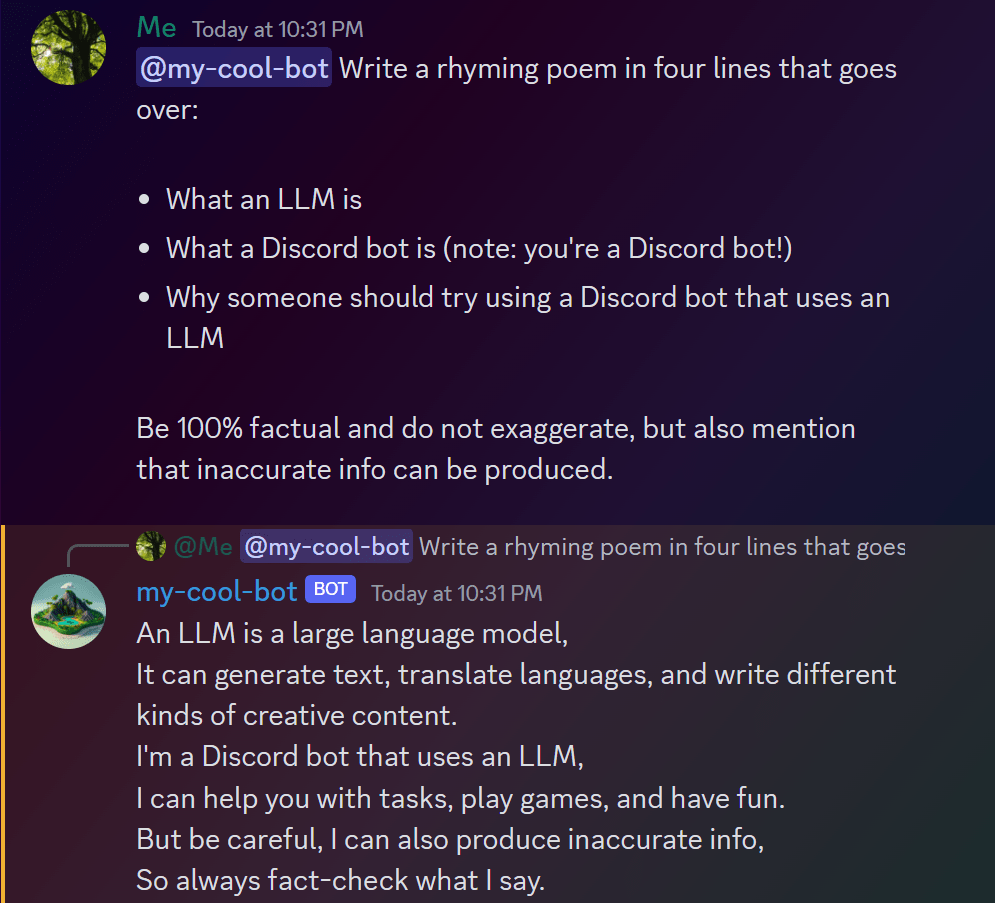 Me Today at 10:31 PM
@my-cool-bot Write a rhyming poem in four lines that goes
over:
• What an LLM is
• What a Discord bot is (note: you're a Discord bot!)
• Why someone should try using a Discord bot that uses an
LLM
Be 100% factual and do not exaggerate, but also mention
that inaccurate info can be produced.
@Me @my-cool-bot Write a rhyming poem in four lines that goes
my-cool-bot BOT Today at 10:31 PM
An LLM is a large language model,
It can generate text, translate languages, and write different
kinds of creative content.
I'm a Discord bot that uses an LLM,
I can help you with tasks, play games, and have fun.
But be careful, I can also produce inaccurate info,
So always fact-check what I say.